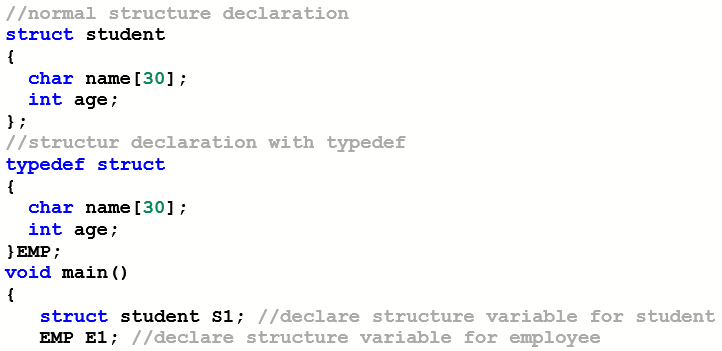 //normal structure declaration
struct student
{
  char name[30];
  int age;
};
//structur declaration with typedef
typedef struct
{
  char name[30];
  int age;
}EMP;
void main()
{
   struct student S1; //declare structure variable for student
   EMP E1; //declare structure variable for employee